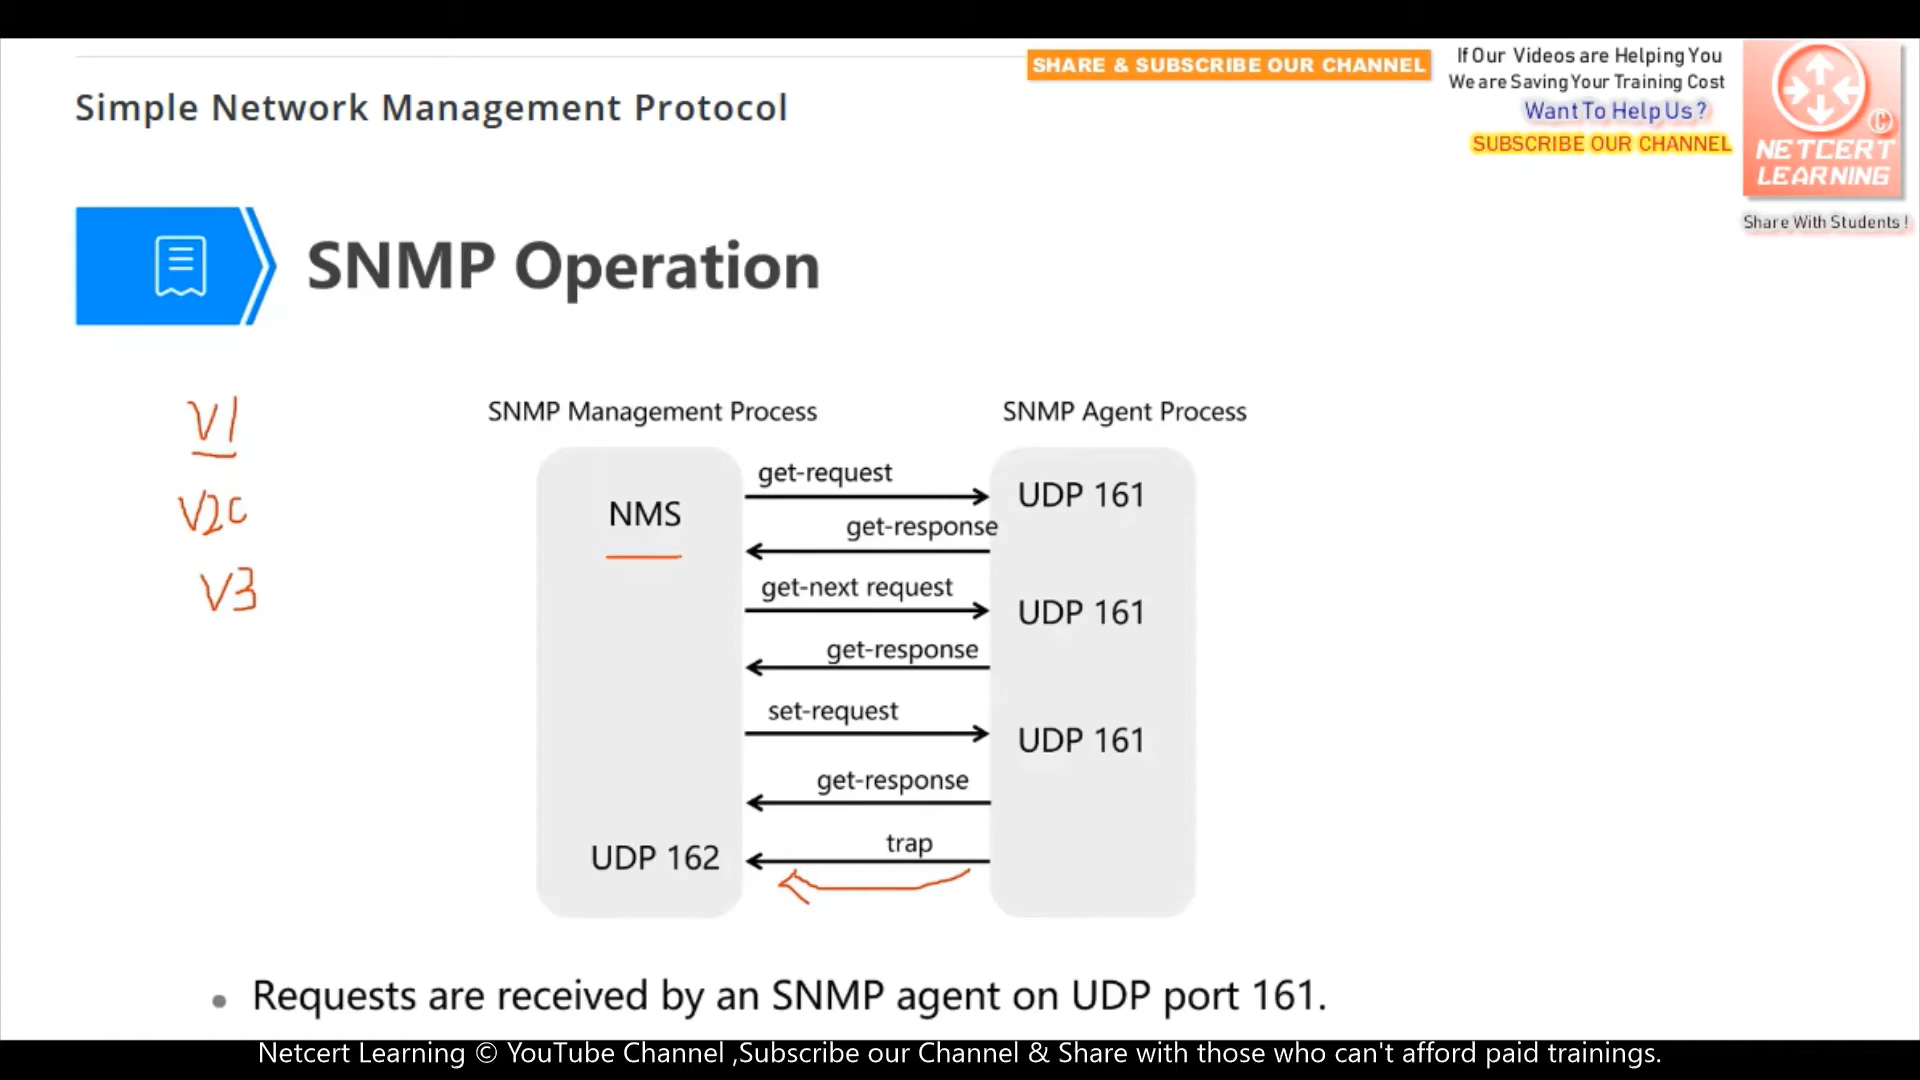 SHARE & SUBSCRIBE OUR CHANNEL
If Our Videos are Helping You
We are Saving Your Training Cost
Want To Help Us ?
SUBSCRIBE OUR CHANNEL
©
NETCERT
LEARNING
Share With Students !
Simple Network Management Protocol
SNMP Operation
V1
V2c
V3
SNMP Management Process
SNMP Agent Process
get-request
NMS
UDP 161
get-response
get-next request
UDP 161
get-response
set-request
UDP 161
get-response
trap
UDP 162
• Requests are received by an SNMP agent on UDP port 161.
Netcert Learning © YouTube Channel ,Subscribe our Channel & Share with those who can't afford paid trainings.